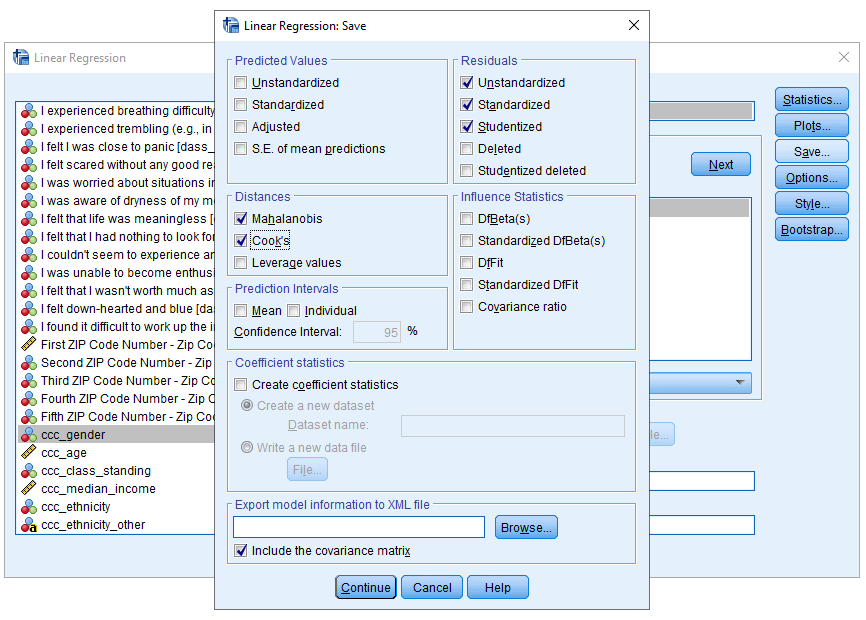 Linear Regression: Save
Linear Regression
Predicted Values
Unstandardized
Standardized
Adjusted
S.E. of mean predictions
Residuals
Unstandardized
Standardized
Studentized
Deleted
Studentized deleted
Distances
Mahalanobis
Cook's
Leverage values
Influence Statistics
DfBeta(s)
Standardized DfBeta(s)
DfFit
Standardized DfFit
Covariance ratio
Prediction Intervals
Mean Individual
Confidence Interval: 95 %
Coefficient statistics
Create coefficient statistics
Create a new dataset
Dataset name:
Write a new data file
File...
Export model information to XML file
Browse...
Include the covariance matrix
Continue Cancel Help
I experienced breathing difficulty
I experienced trembling (e.g., in
I felt I was close to panic [dass_
I felt scared without any good re
I was worried about situations in
I was aware of dryness of my m
I felt that life was meaningless [
I felt that I had nothing to look for
I couldn't seem to experience an
I was unable to become enthus
I felt that I wasn't worth much as
I felt down-hearted and blue [da
I found it difficult to work up the i
First ZIP Code Number - Zip Co
Second ZIP Code Number - Zip
Third ZIP Code Number - Zip Co
Fourth ZIP Code Number - Zip C
Fifth ZIP Code Number - Zip Co
ccc_gender
ccc_age
ccc_class_standing
ccc_median_income
ccc_ethnicity
ccc_ethnicity_other
Next
le...
Statistics...
Plots...
Save...
Options...
Style...
Bootstrap...